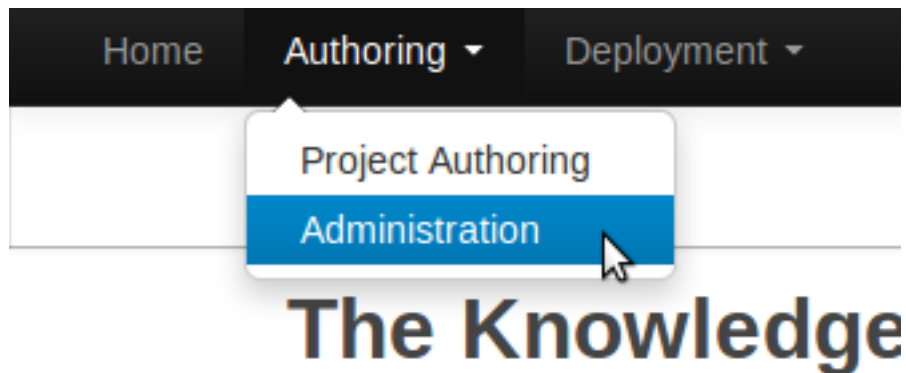 Home Authoring Deployment
Project Authoring
Administration
The Knowledge